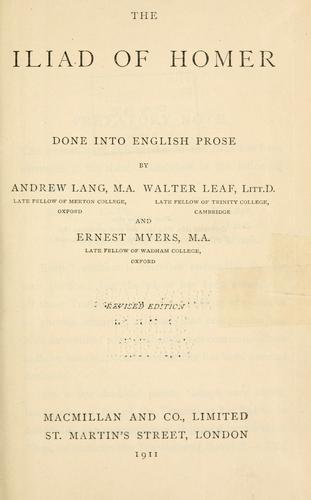 THE
ILIAD OF HOMER
DONE INTO ENGLISH PROSE
BY
ANDREW LANG, M.A. WALTER LEAF, LITT.D.
LATE FELLOW OF MERTON COLLEGE, LATE FELLOW OF TRINITY COLLEGE,
OXFORD CAMBRIDGE
AND
ERNEST MYERS, M.A.
LATE FELLOW OF WADHAM COLLEGE,
OXFORD
REVISED EDITION
MACMILLAN AND CO., LIMITED
ST. MARTIN'S STREET, LONDON
1911